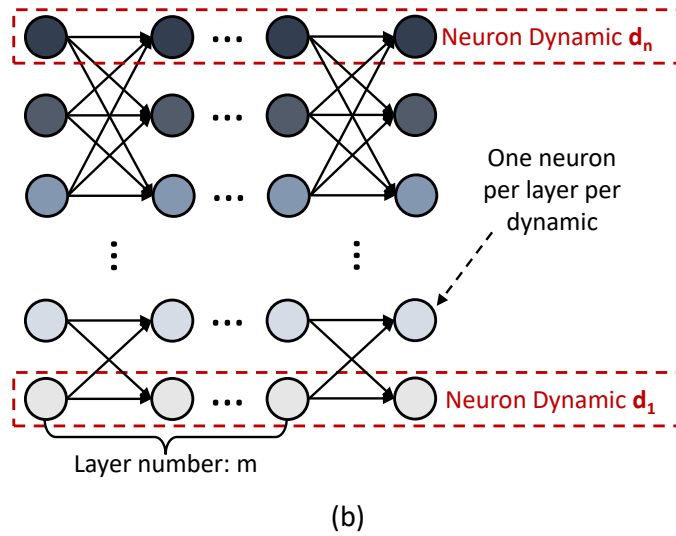 Neuron Dynamic dₙ
One neuron
per layer per
dynamic
Neuron Dynamic d₁
Layer number: m
(b)